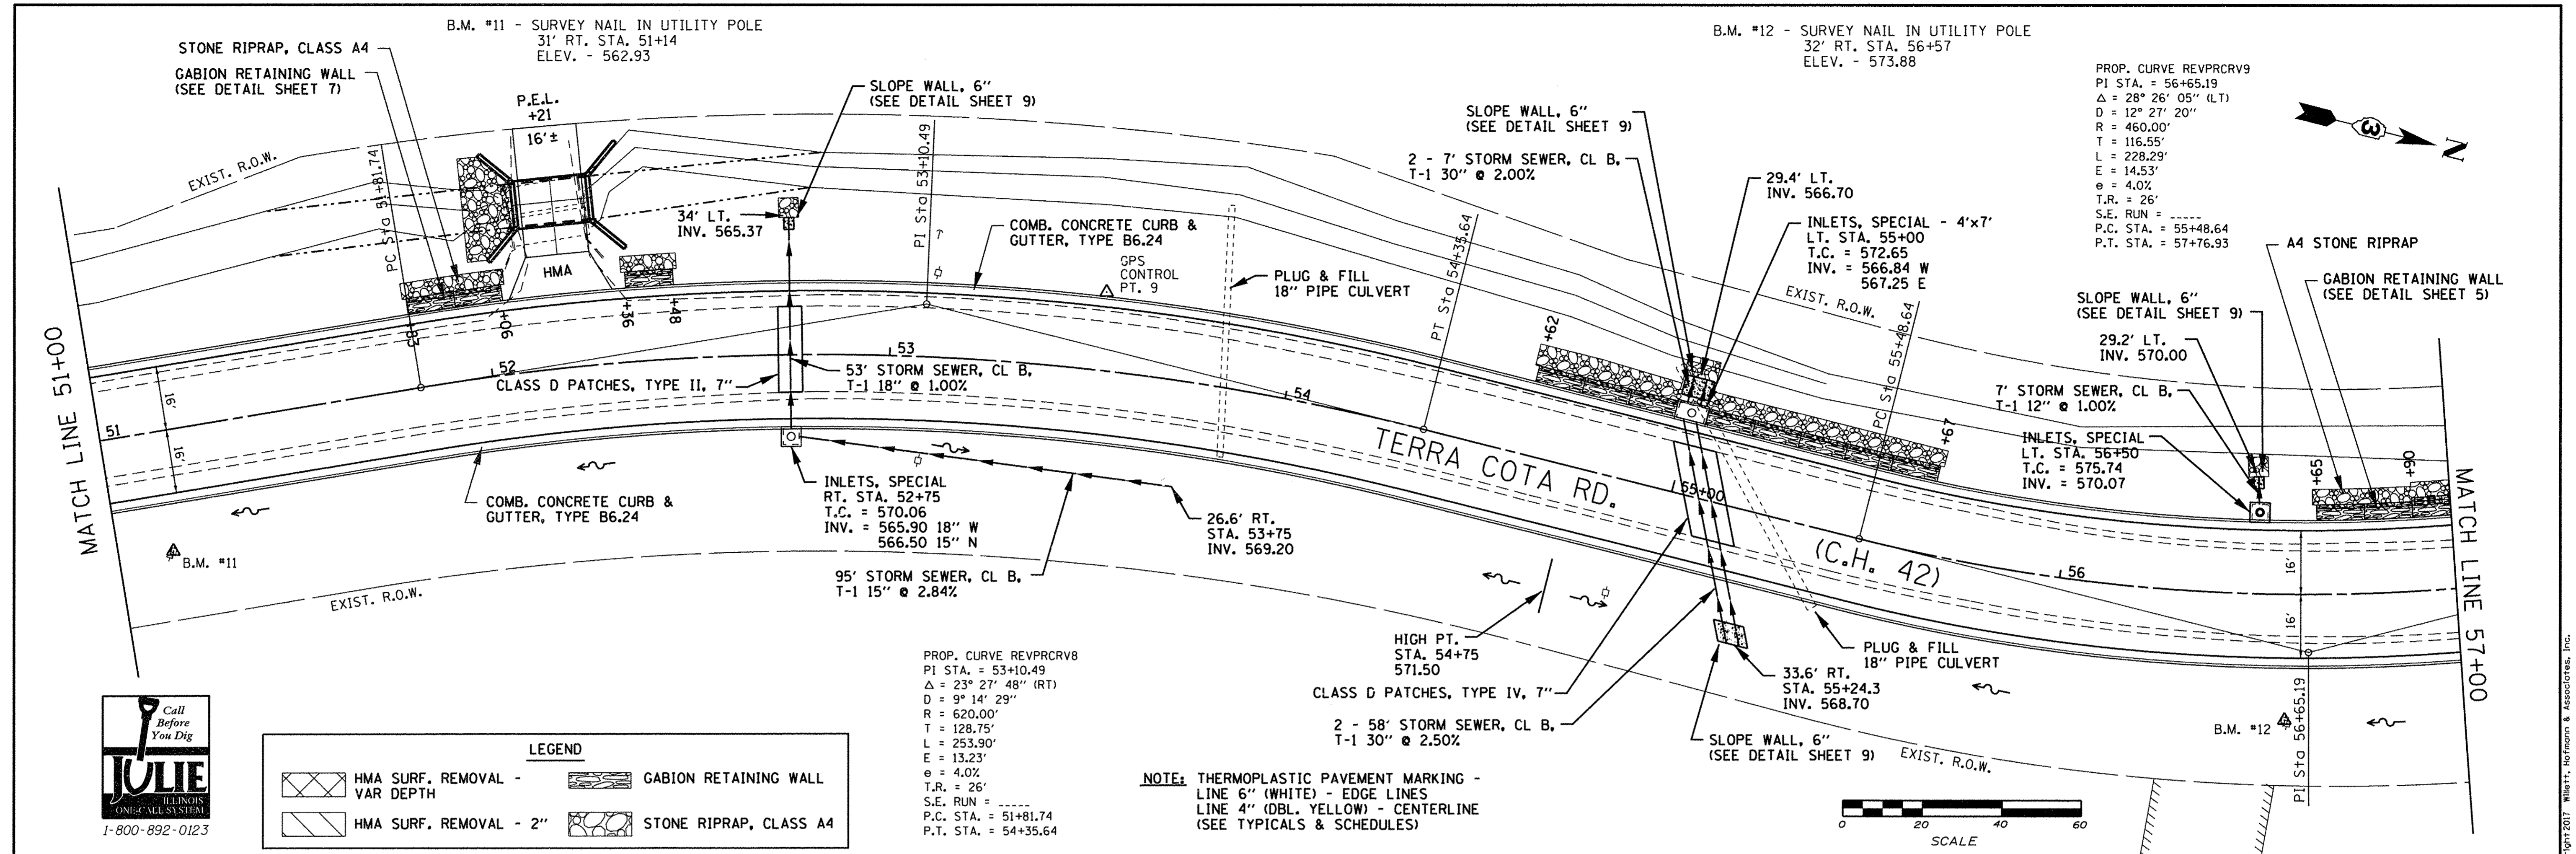 B.M. #11 - SURVEY NAIL IN UTILITY POLE
31' RT. STA. 51+14
ELEV. - 562.93
B.M. #12 - SURVEY NAIL IN UTILITY POLE
32' RT. STA. 56+57
ELEV. - 573.88
STONE RIPRAP, CLASS A4
GABION RETAINING WALL
(SEE DETAIL SHEET 7)
P.E.L.
+21
16'±
SLOPE WALL, 6"
(SEE DETAIL SHEET 9)
EXIST. R.O.W.
PC Sta 51+81.74
HMA
34' LT.
INV. 565.37
PI Sta 53+10.49
COMB. CONCRETE CURB &
GUTTER, TYPE B6.24
GPS
CONTROL
PT. 9
PLUG & FILL
18" PIPE CULVERT
PT Sta 54+35.64
SLOPE WALL, 6"
(SEE DETAIL SHEET 9)
2 - 7' STORM SEWER, CL B,
T-1 30" @ 2.00%
29.4' LT.
INV. 566.70
INLETS, SPECIAL - 4'x7'
LT. STA. 55+00
T.C. = 572.65
INV. = 566.84 W
567.25 E
EXIST. R.O.W.
PC Sta 55+48.64
PROP. CURVE REVPRCRV9
PI STA. = 56+65.19
Δ = 28° 26' 05" (LT)
D = 12° 27' 20"
R = 460.00'
T = 116.55'
L = 228.29'
E = 14.53'
e = 4.0%
T.R. = 26'
S.E. RUN = _____
P.C. STA. = 55+48.64
P.T. STA. = 57+76.93
3
N
A4 STONE RIPRAP
GABION RETAINING WALL
(SEE DETAIL SHEET 5)
SLOPE WALL, 6"
(SEE DETAIL SHEET 9)
29.2' LT.
INV. 570.00
7' STORM SEWER, CL B,
T-1 12" @ 1.00%
INLETS, SPECIAL
LT. STA. 56+50
T.C. = 575.74
INV. = 570.07
+83
+06
+36
+48
+62
+67
+65
+90
MATCH LINE 51+00
51
16'
16'
52
53
54
55+00
56
CLASS D PATCHES, TYPE II, 7"
53' STORM SEWER, CL B,
T-1 18" @ 1.00%
TERRA COTA RD.
(C.H. 42)
16'
16'
MATCH LINE 57+00
COMB. CONCRETE CURB &
GUTTER, TYPE B6.24
INLETS, SPECIAL
RT. STA. 52+75
T.C. = 570.06
INV. = 565.90 18" W
566.50 15" N
26.6' RT.
STA. 53+75
INV. 569.20
95' STORM SEWER, CL B,
T-1 15" @ 2.84%
B.M. #11
EXIST. R.O.W.
HIGH PT.
STA. 54+75
571.50
CLASS D PATCHES, TYPE IV, 7"
2 - 58' STORM SEWER, CL B,
T-1 30" @ 2.50%
PLUG & FILL
18" PIPE CULVERT
33.6' RT.
STA. 55+24.3
INV. 568.70
SLOPE WALL, 6"
(SEE DETAIL SHEET 9)
EXIST. R.O.W.
B.M. #12
PI Sta 56+65.19
PROP. CURVE REVPRCRV8
PI STA. = 53+10.49
Δ = 23° 27' 48" (RT)
D = 9° 14' 29"
R = 620.00'
T = 128.75'
L = 253.90'
E = 13.23'
e = 4.0%
T.R. = 26'
S.E. RUN = _____
P.C. STA. = 51+81.74
P.T. STA. = 54+35.64
Call
Before
You Dig
JULIE
ILLINOIS
ONE-CALL SYSTEM
1-800-892-0123
LEGEND
HMA SURF. REMOVAL -
VAR DEPTH
GABION RETAINING WALL
HMA SURF. REMOVAL - 2"
STONE RIPRAP, CLASS A4
NOTE: THERMOPLASTIC PAVEMENT MARKING -
LINE 6" (WHITE) - EDGE LINES
LINE 4" (DBL. YELLOW) - CENTERLINE
(SEE TYPICALS & SCHEDULES)
0 20 40 60
SCALE
2017 Willett, Hofmann & Associates, Inc.